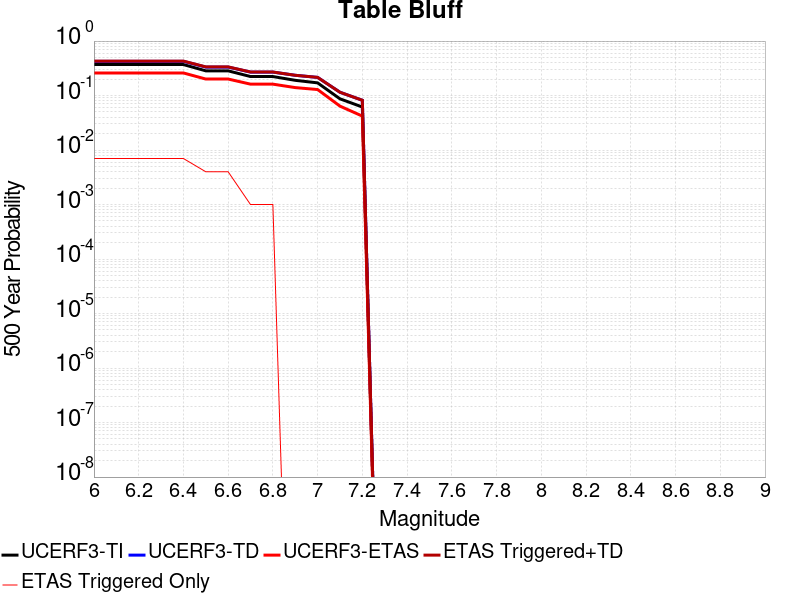 Table Bluff
10^0
10^-1
10^-2
10^-3
10^-4
10^-5
10^-6
10^-7
10^-8
500 Year Probability
6 6.2 6.4 6.6 6.8 7 7.2 7.4 7.6 7.8 8 8.2 8.4 8.6 8.8 9
Magnitude
UCERF3-TI UCERF3-TD UCERF3-ETAS ETAS Triggered+TD
ETAS Triggered Only